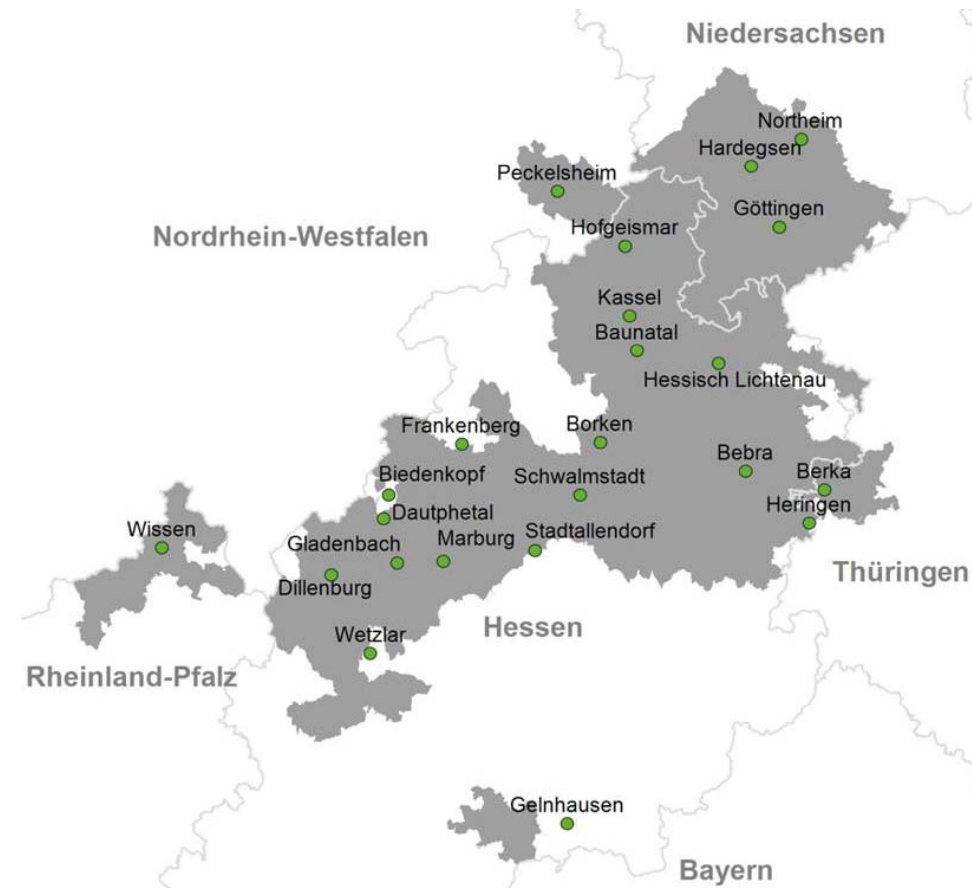 Niedersachsen
Northeim
Hardegsen
Peckelsheim
Göttingen
Hofgeismar
Nordrhein-Westfalen
Kassel
Baunatal
Hessisch Lichtenau
Frankenberg
Borken
Bebra
Berka
Biedenkopf
Schwalmstadt
Heringen
Dautphetal
Wissen
Gladenbach
Marburg
Stadtallendorf
Thüringen
Dillenburg
Hessen
Wetzlar
Rheinland-Pfalz
Gelnhausen
Bayern